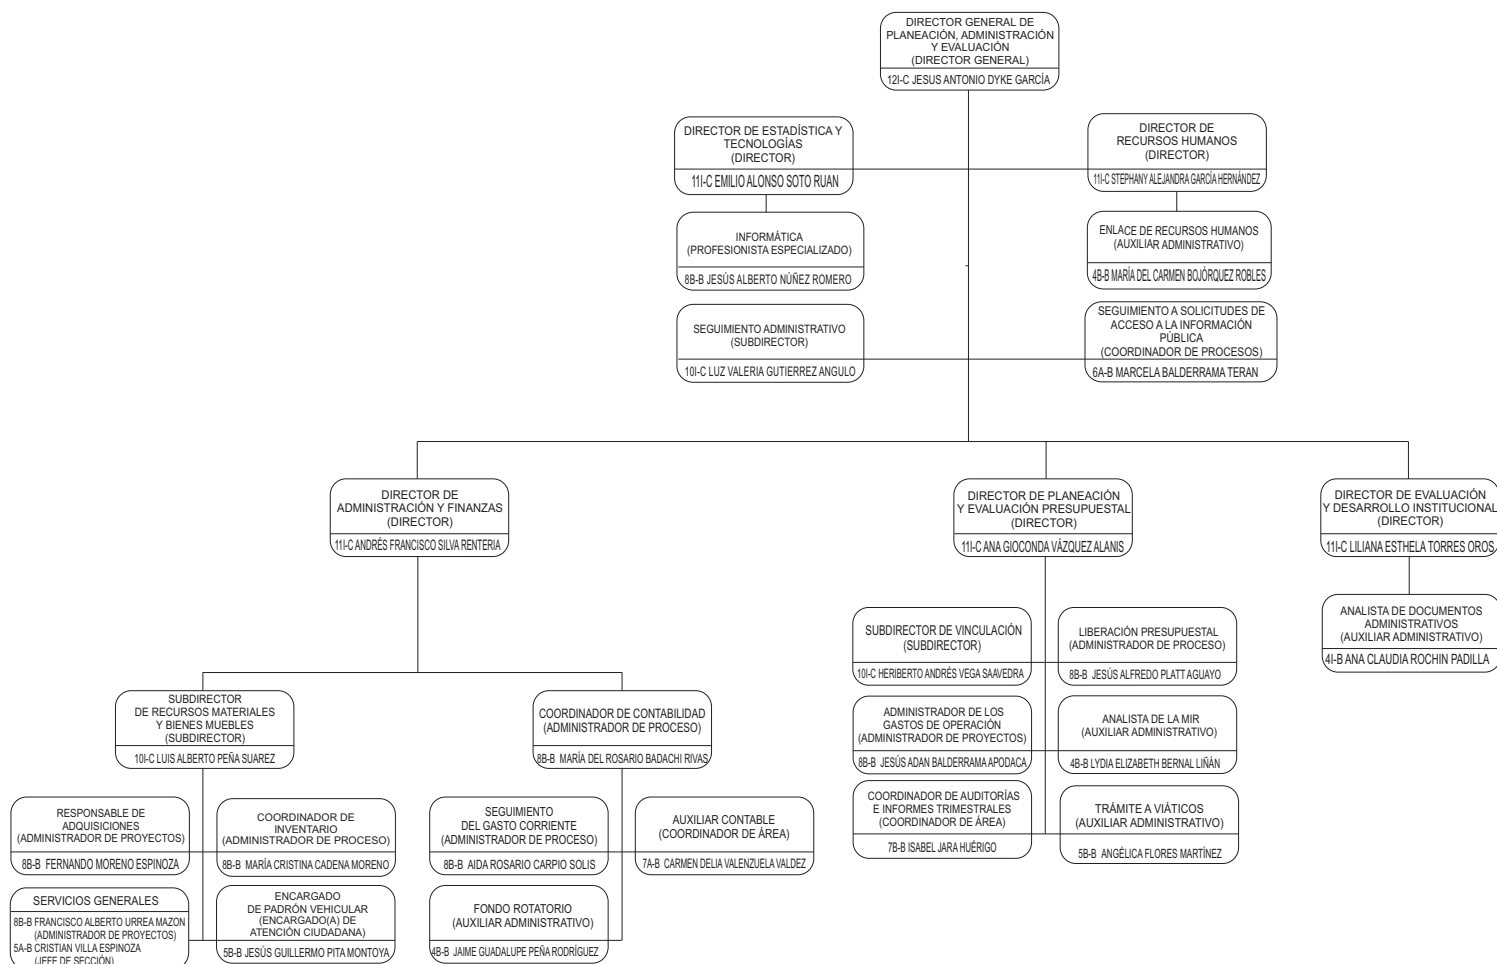 DIRECTOR GENERAL DE
PLANEACIÓN, ADMINISTRACIÓN
Y EVALUACIÓN
(DIRECTOR GENERAL)
12I-C JESUS ANTONIO DYKE GARCÍA
DIRECTOR DE ESTADÍSTICA Y
TECNOLOGÍAS
(DIRECTOR)
11I-C EMILIO ALONSO SOTO RUAN
DIRECTOR DE
RECURSOS HUMANOS
(DIRECTOR)
11I-C STEPHANY ALEJANDRA GARCÍA HERNÁNDEZ
INFORMÁTICA
(PROFESIONISTA ESPECIALIZADO)
8B-B JESÚS ALBERTO NÚÑEZ ROMERO
ENLACE DE RECURSOS HUMANOS
(AUXILIAR ADMINISTRATIVO)
4B-B MARÍA DEL CARMEN BOJÓRQUEZ ROBLES
SEGUIMIENTO ADMINISTRATIVO
(SUBDIRECTOR)
10I-C LUZ VALERIA GUTIERREZ ANGULO
SEGUIMIENTO A SOLICITUDES DE
ACCESO A LA INFORMACIÓN
PÚBLICA
(COORDINADOR DE PROCESOS)
6A-B MARCELA BALDERRAMA TERAN
DIRECTOR DE
ADMINISTRACIÓN Y FINANZAS
(DIRECTOR)
11I-C ANDRÉS FRANCISCO SILVA RENTERIA
DIRECTOR DE PLANEACIÓN
Y EVALUACIÓN PRESUPUESTAL
(DIRECTOR)
11I-C ANA GIOCONDA VÁZQUEZ ALANIS
DIRECTOR DE EVALUACIÓN
Y DESARROLLO INSTITUCIONAL
(DIRECTOR)
11I-C LILIANA ESTHELA TORRES OROS
SUBDIRECTOR DE VINCULACIÓN
(SUBDIRECTOR)
10I-C HERIBERTO ANDRÉS VEGA SAAVEDRA
LIBERACIÓN PRESUPUESTAL
(ADMINISTRADOR DE PROCESO)
8B-B JESÚS ALFREDO PLATT AGUAYO
ANALISTA DE DOCUMENTOS
ADMINISTRATIVOS
(AUXILIAR ADMINISTRATIVO)
4I-B ANA CLAUDIA ROCHIN PADILLA
SUBDIRECTOR
DE RECURSOS MATERIALES
Y BIENES MUEBLES
(SUBDIRECTOR)
10I-C LUIS ALBERTO PEÑA SUAREZ
COORDINADOR DE CONTABILIDAD
(ADMINISTRADOR DE PROCESO)
8B-B MARÍA DEL ROSARIO BADACHI RIVAS
ADMINISTRADOR DE LOS
GASTOS DE OPERACIÓN
(ADMINISTRADOR DE PROYECTOS)
8B-B JESÚS ADAN BALDERRAMA APODACA
ANALISTA DE LA MIR
(AUXILIAR ADMINISTRATIVO)
4B-B LYDIA ELIZABETH BERNAL LIÑÁN
RESPONSABLE DE
ADQUISICIONES
(ADMINISTRADOR DE PROYECTOS)
8B-B FERNANDO MORENO ESPINOZA
COORDINADOR DE
INVENTARIO
(ADMINISTRADOR DE PROCESO)
8B-B MARÍA CRISTINA CADENA MORENO
SEGUIMIENTO
DEL GASTO CORRIENTE
(ADMINISTRADOR DE PROCESO)
8B-B AIDA ROSARIO CARPIO SOLIS
AUXILIAR CONTABLE
(COORDINADOR DE ÁREA)
7A-B CARMEN DELIA VALENZUELA VALDEZ
COORDINADOR DE AUDITORÍAS
E INFORMES TRIMESTRALES
(COORDINADOR DE ÁREA)
7B-B ISABEL JARA HUÉRIGO
TRÁMITE A VIÁTICOS
(AUXILIAR ADMINISTRATIVO)
5B-B ANGÉLICA FLORES MARTÍNEZ
SERVICIOS GENERALES
8B-B FRANCISCO ALBERTO URREA MAZON
(ADMINISTRADOR DE PROYECTOS)
5A-B CRISTIAN VILLA ESPINOZA
(JEFE DE SECCIÓN)
ENCARGADO
DE PADRÓN VEHICULAR
(ENCARGADO(A) DE
ATENCIÓN CIUDADANA)
5B-B JESÚS GUILLERMO PITA MONTOYA
FONDO ROTATORIO
(AUXILIAR ADMINISTRATIVO)
4B-B JAIME GUADALUPE PEÑA RODRÍGUEZ